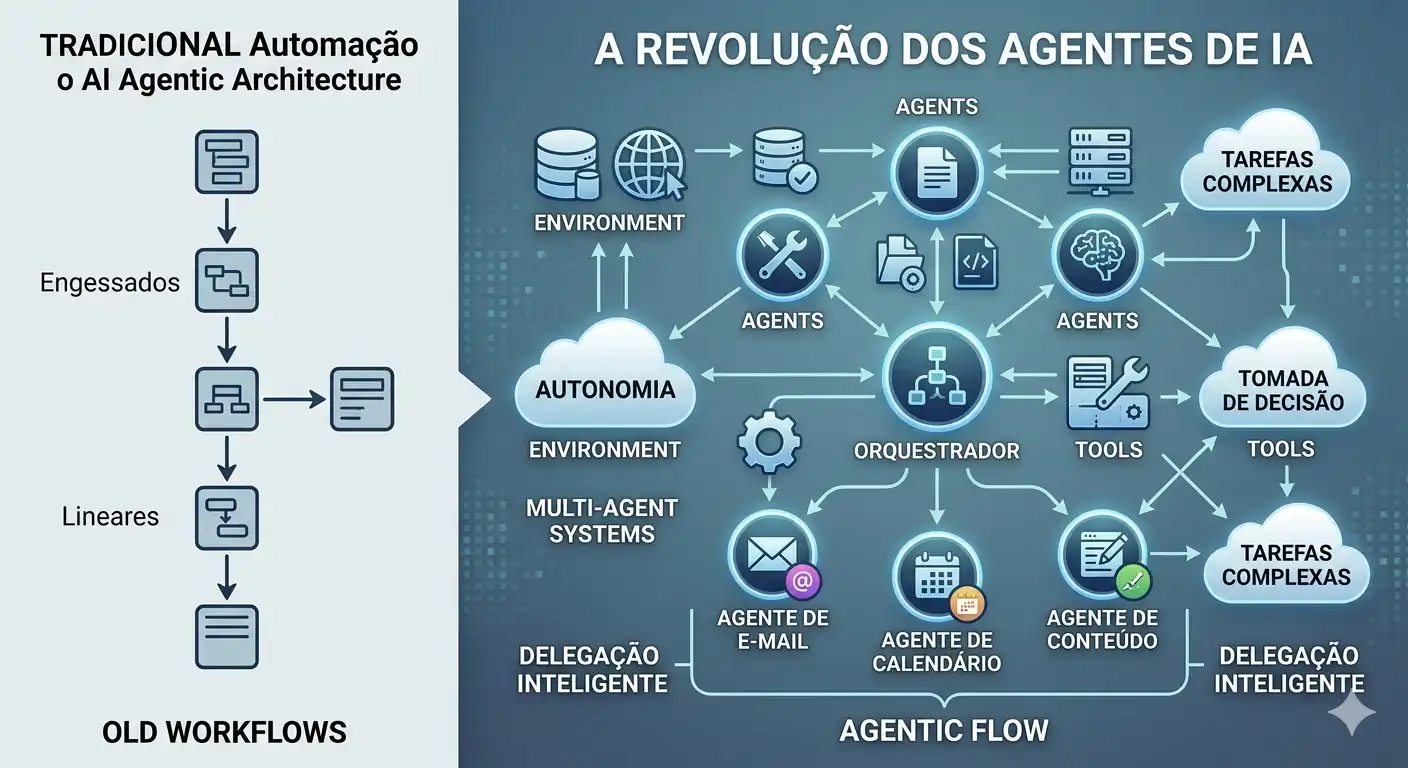 TRADICIONAL Automação
o AI Agentic Architecture
Engessados
Lineares
OLD WORKFLOWS
A REVOLUÇÃO DOS AGENTES DE IA
AGENTS
ENVIRONMENT
TAREFAS
COMPLEXAS
AGENTS
AGENTS
AUTONOMIA
ENVIRONMENT
ORQUESTRADOR
TOOLS
TOMADA
DE DECISÃO
TOOLS
MULTI-AGENT
SYSTEMS
@
AGENTE DE
E-MAIL
AGENTE DE
CALENDÁRIO
AGENTE DE
CONTEÚDO
TAREFAS
COMPLEXAS
DELEGAÇÃO
INTELIGENTE
DELEGAÇÃO
INTELIGENTE
AGENTIC FLOW